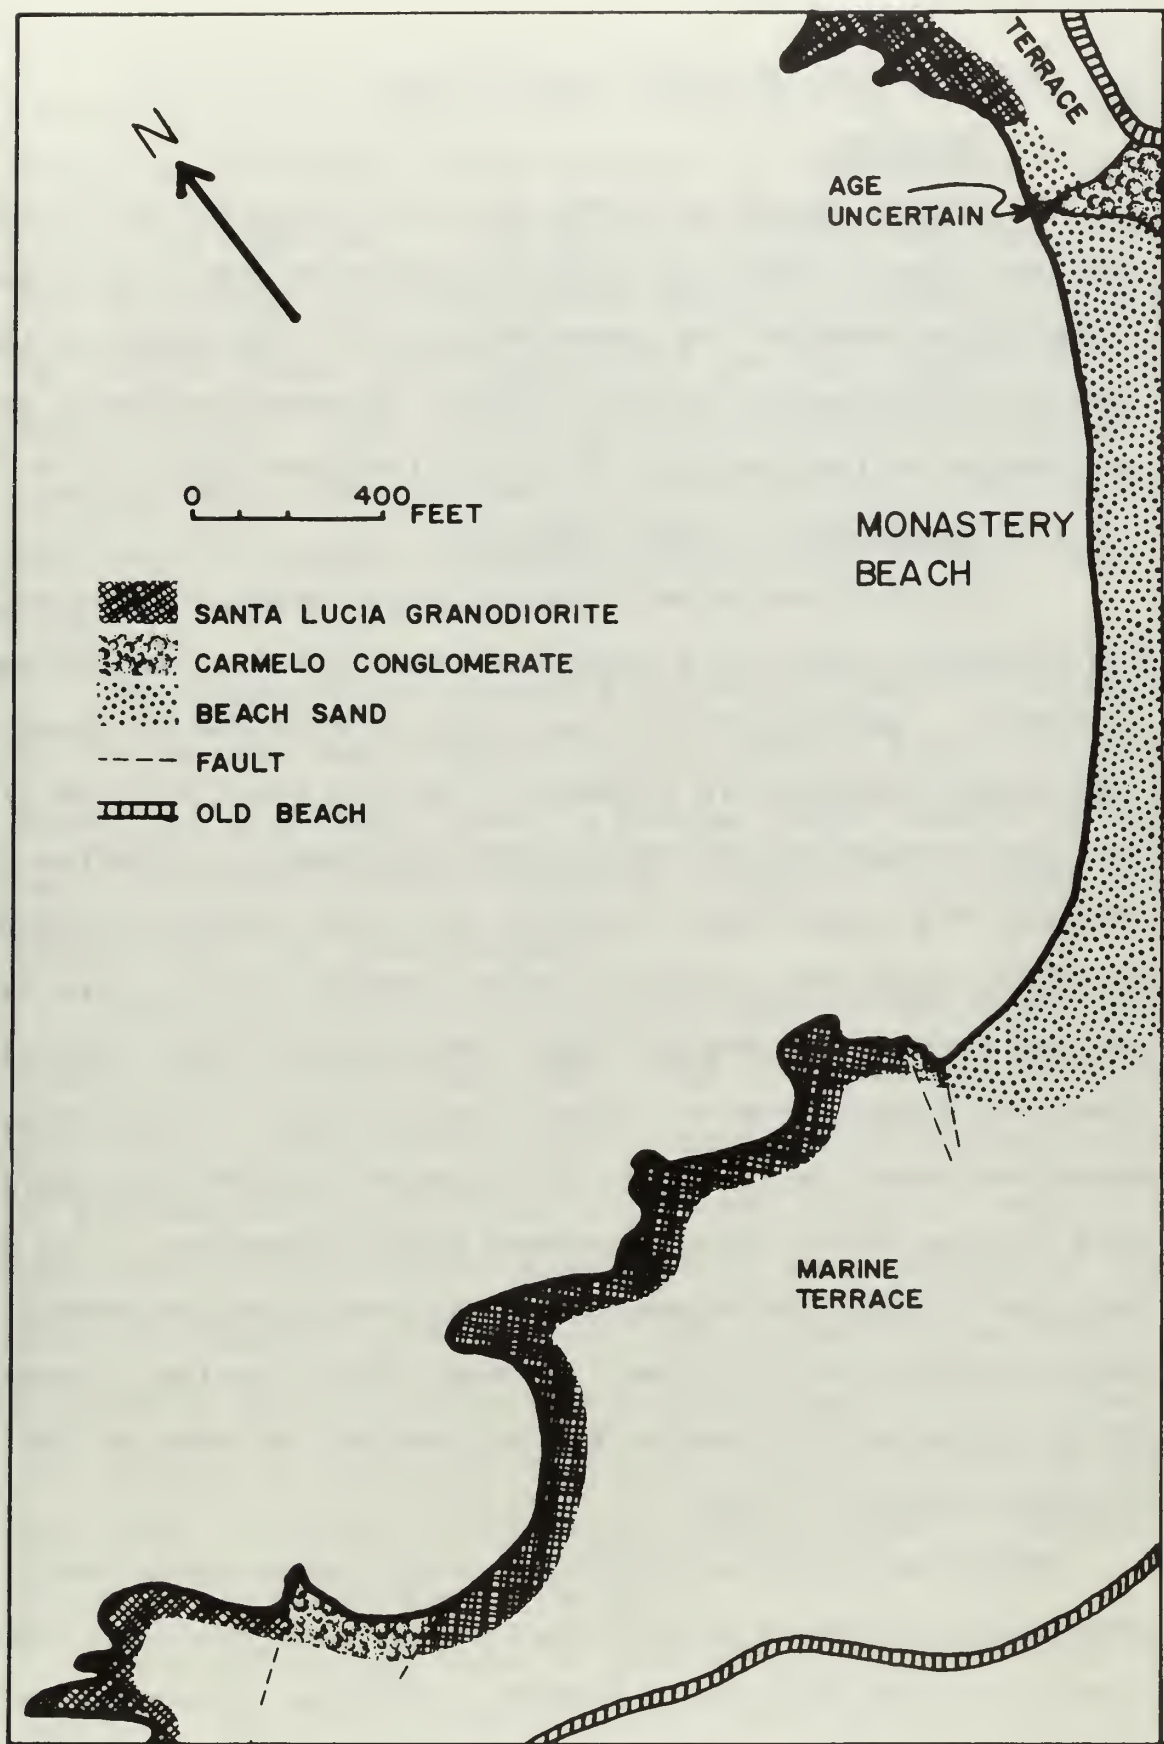 TERRACE
N
AGE
UNCERTAIN
0 400 FEET
MONASTERY
BEACH
SANTA LUCIA GRANODIORITE
CARMELO CONGLOMERATE
BEACH SAND
FAULT
OLD BEACH
MARINE
TERRACE